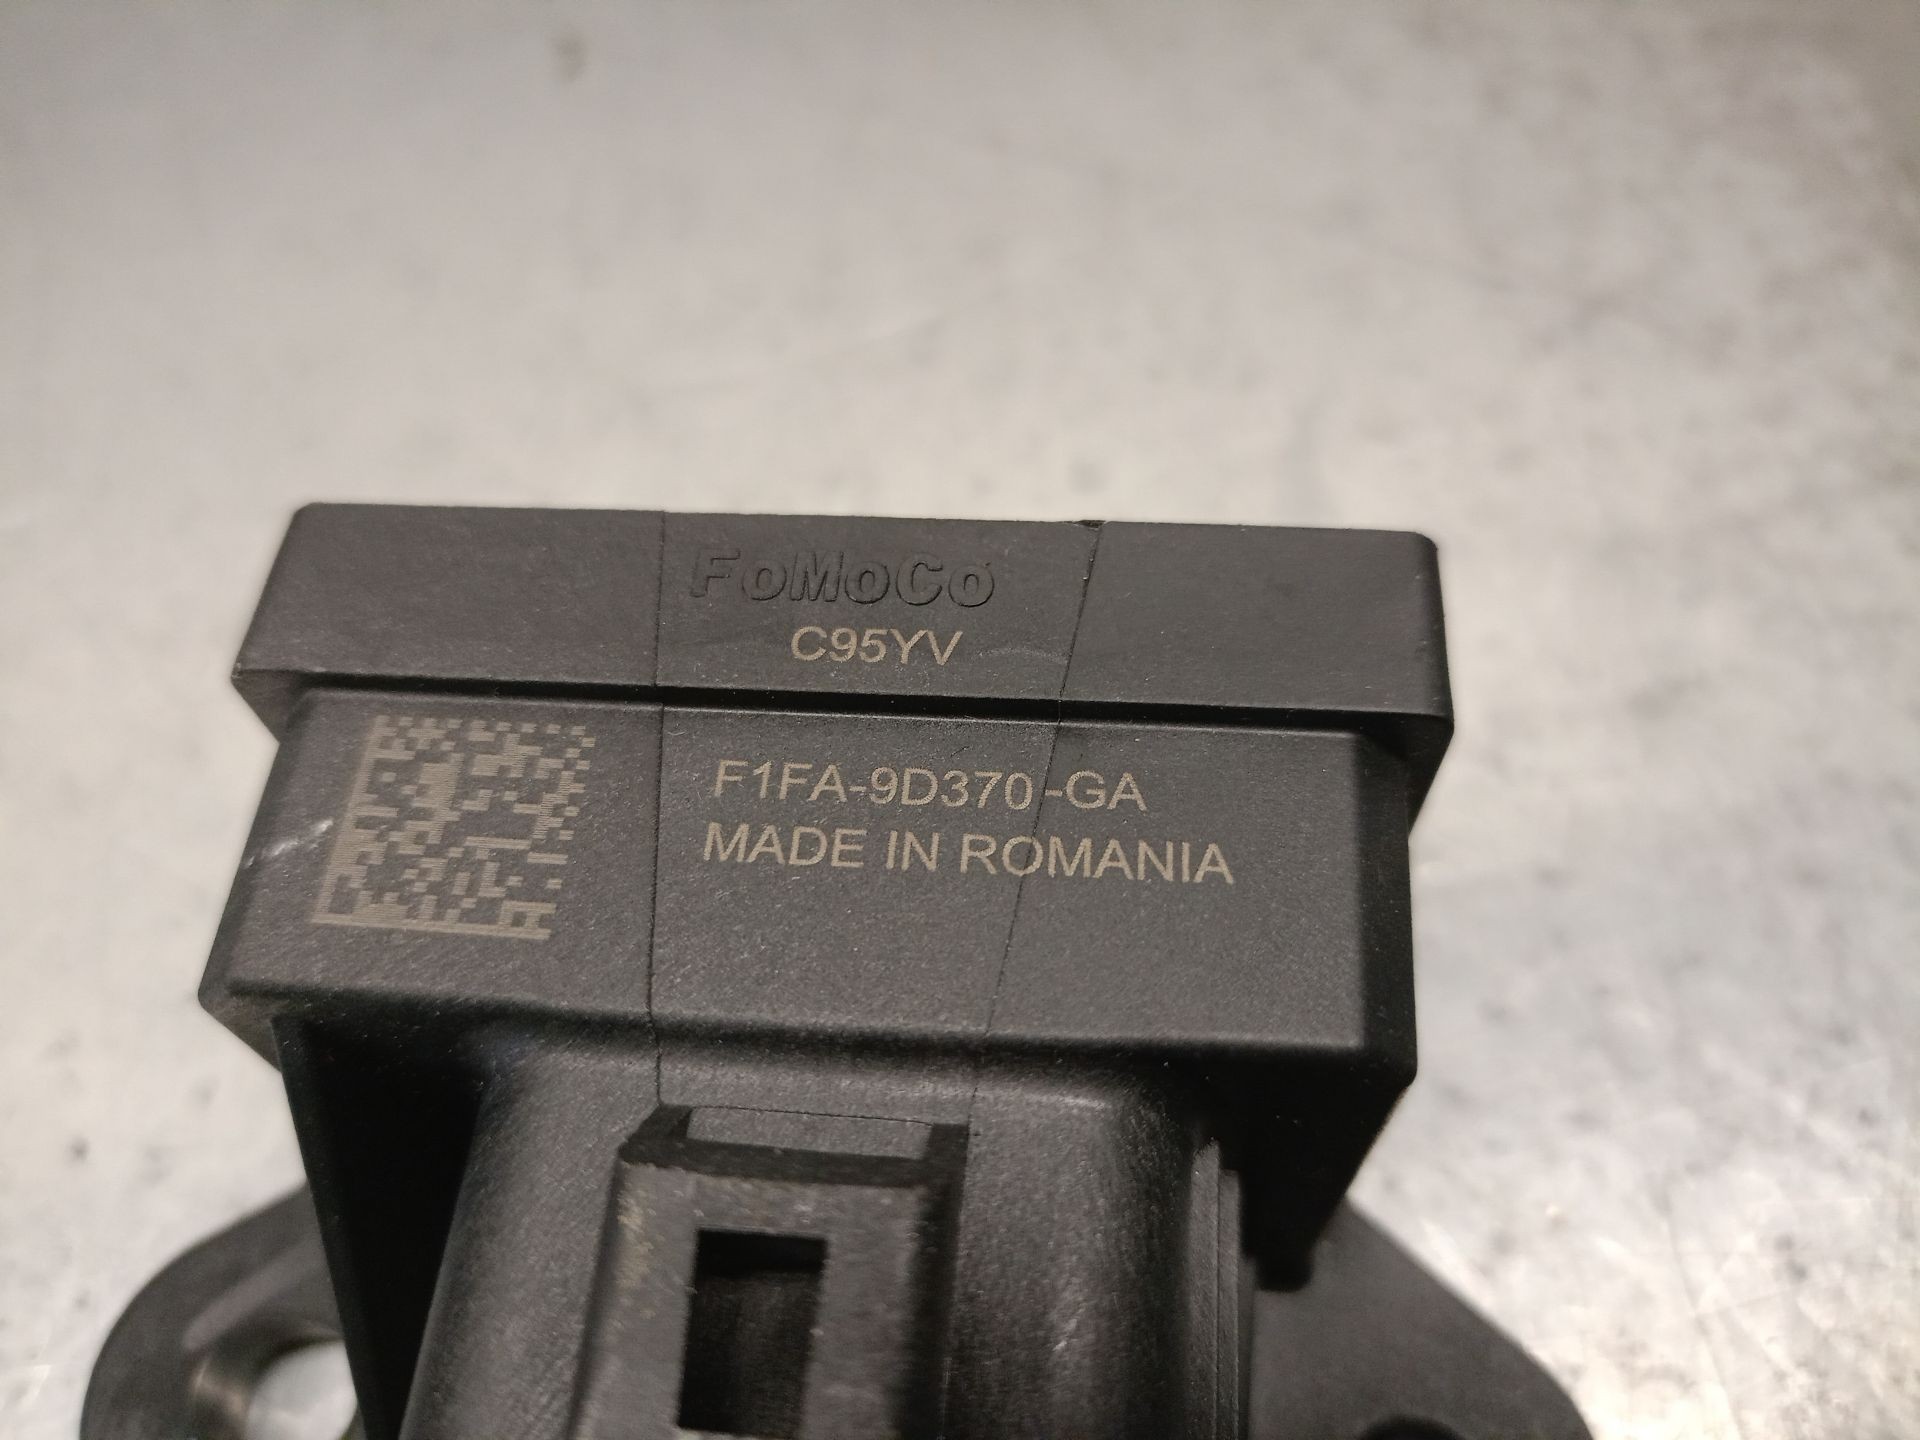 FoMoCo
C95YV
F1FA-9D370-GA
MADE IN ROMANIA